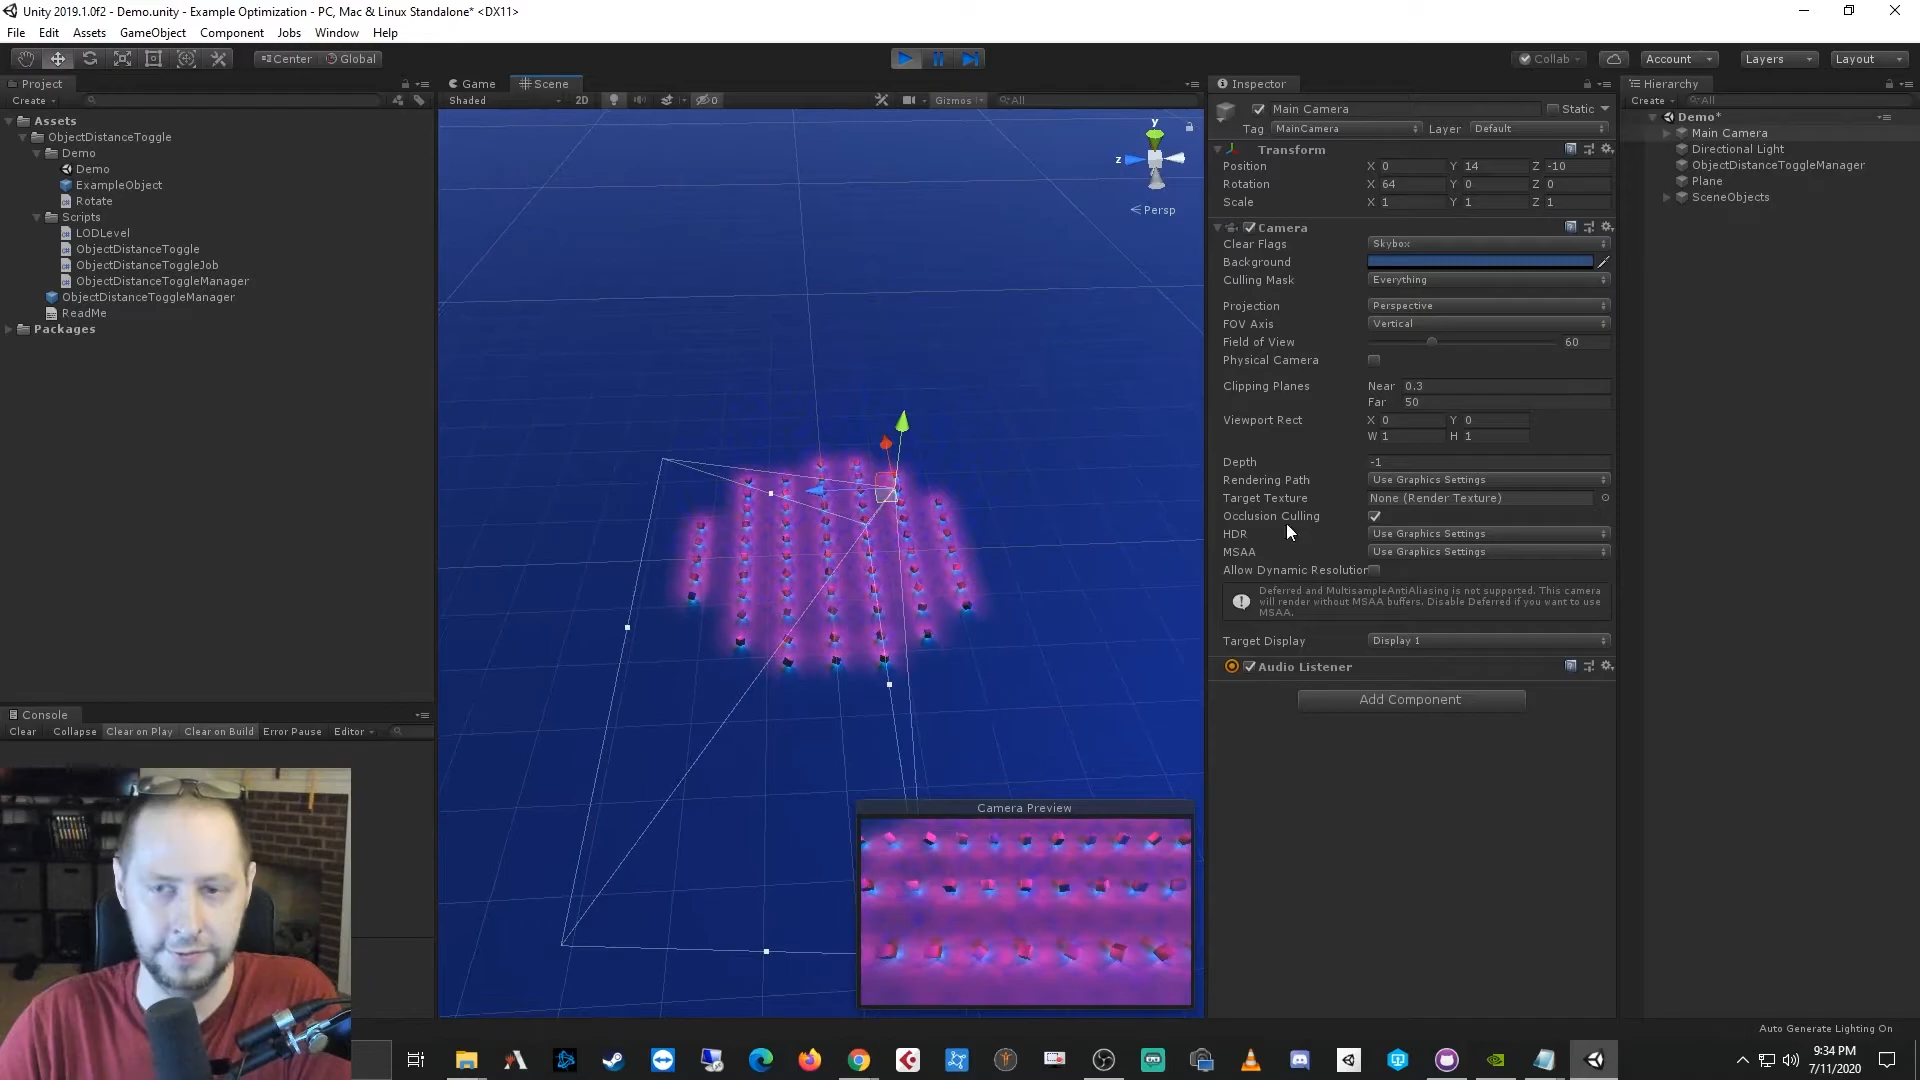 Unity 2019.1.0f2 - Demo.unity - Example Optimization - PC, Mac & Linux Standalone* <DX11>
File Edit Assets GameObject Component Jobs Window Help
Center Global
Collab Account Layers Layout
Project
Create
Assets
ObjectDistanceToggle
Demo
Demo
ExampleObject
Rotate
Scripts
LODLevel
ObjectDistanceToggle
ObjectDistanceToggleJob
ObjectDistanceToggleManager
ObjectDistanceToggleManager
ReadMe
Packages
Console
Clear Collapse Clear on Play Clear on Build Error Pause Editor
Game Scene
Shaded 2D 0 Gizmos All
y
z
Persp
Camera Preview
Inspector
Main Camera Static
Tag MainCamera Layer Default
Transform
Position X 0 Y 14 Z -10
Rotation X 64 Y 0 Z 0
Scale X 1 Y 1 Z 1
Camera
Clear Flags Skybox
Background
Culling Mask Everything
Projection Perspective
FOV Axis Vertical
Field of View 60
Physical Camera
Clipping Planes Near 0.3
Far 50
Viewport Rect X 0 Y 0
W 1 H 1
Depth -1
Rendering Path Use Graphics Settings
Target Texture None (Render Texture)
Occlusion Culling
HDR Use Graphics Settings
MSAA Use Graphics Settings
Allow Dynamic Resolution
Deferred and MultisampleAntiAliasing is not supported. This camera
will render without MSAA buffers. Disable Deferred if you want to use
MSAA.
Target Display Display 1
Audio Listener
Add Component
Hierarchy
Create All
Demo*
Main Camera
Directional Light
ObjectDistanceToggleManager
Plane
SceneObjects
Auto Generate Lighting On
9:34 PM
7/11/2020